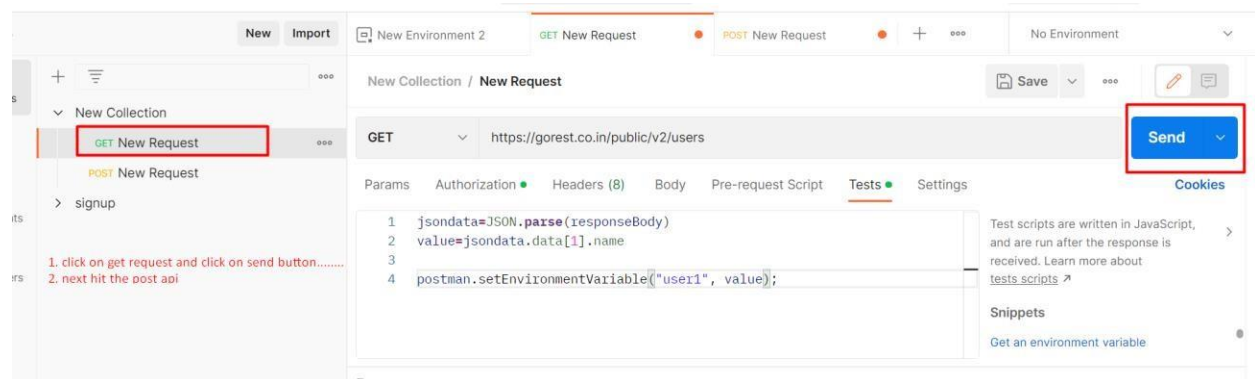 New Import
New Environment 2 GET New Request POST New Request + No Environment
New Collection / New Request Save
New Collection
GET New Request
POST New Request
signup
1. click on get request and click on send button........
2. next hit the post api
GET https://gorest.co.in/public/v2/users Send
Params Authorization Headers (8) Body Pre-request Script Tests Settings Cookies
1 jsondata=JSON.parse(responseBody)
2 value=jsondata.data[1].name
3
4 postman.setEnvironmentVariable("user1", value);
Test scripts are written in JavaScript,
and are run after the response is
received. Learn more about
tests scripts ↗
Snippets
Get an environment variable